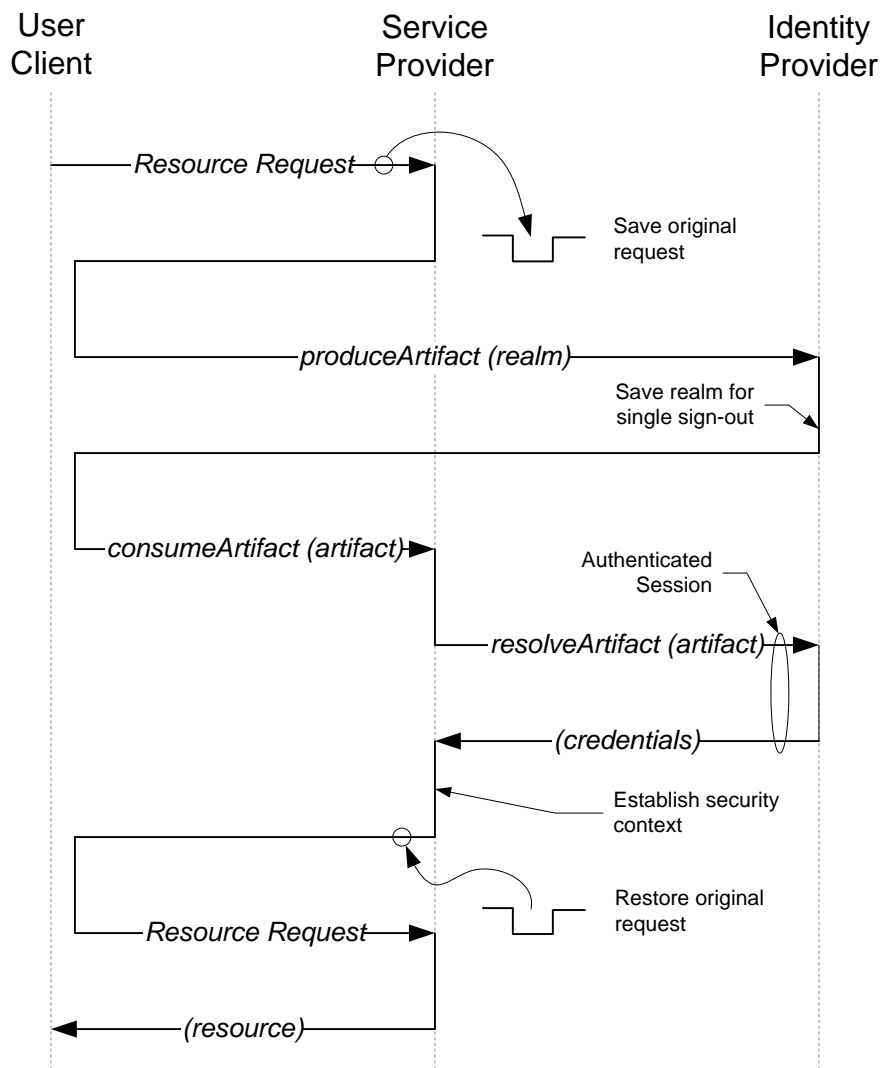 User
Client
Service
Provider
Identity
Provider
Resource Request
Save original
request
produceArtifact (realm)
Save realm for
single sign-out
consumeArtifact (artifact)
Authenticated
Session
resolveArtifact (artifact)
(credentials)
Establish security
context
Restore original
request
Resource Request
(resource)